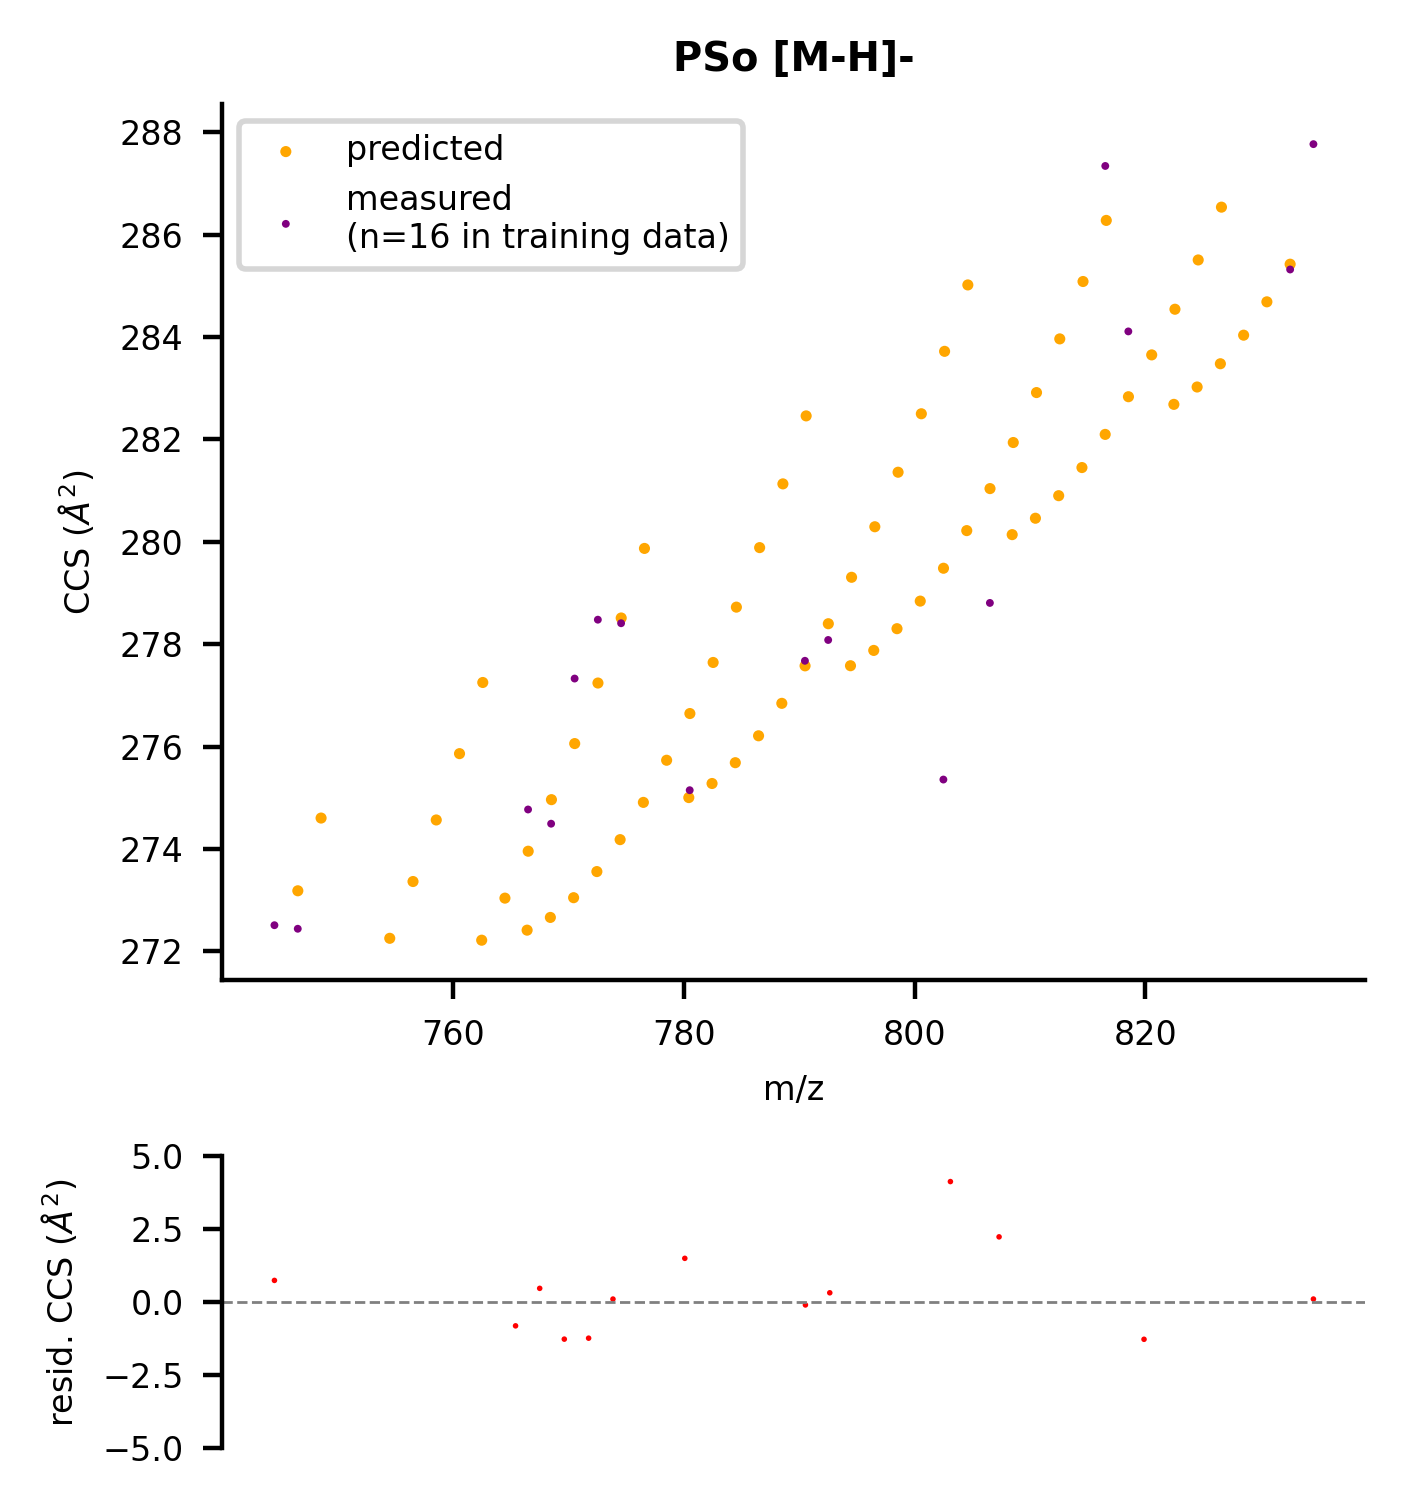 PSo [M-H]-
288
286
284
282
280
278
276
274
272
CCS (Å²)
predicted
measured
(n=16 in training data)
760 780 800 820
m/z
5.0
2.5
0.0
−2.5
−5.0
resid. CCS (Å²)